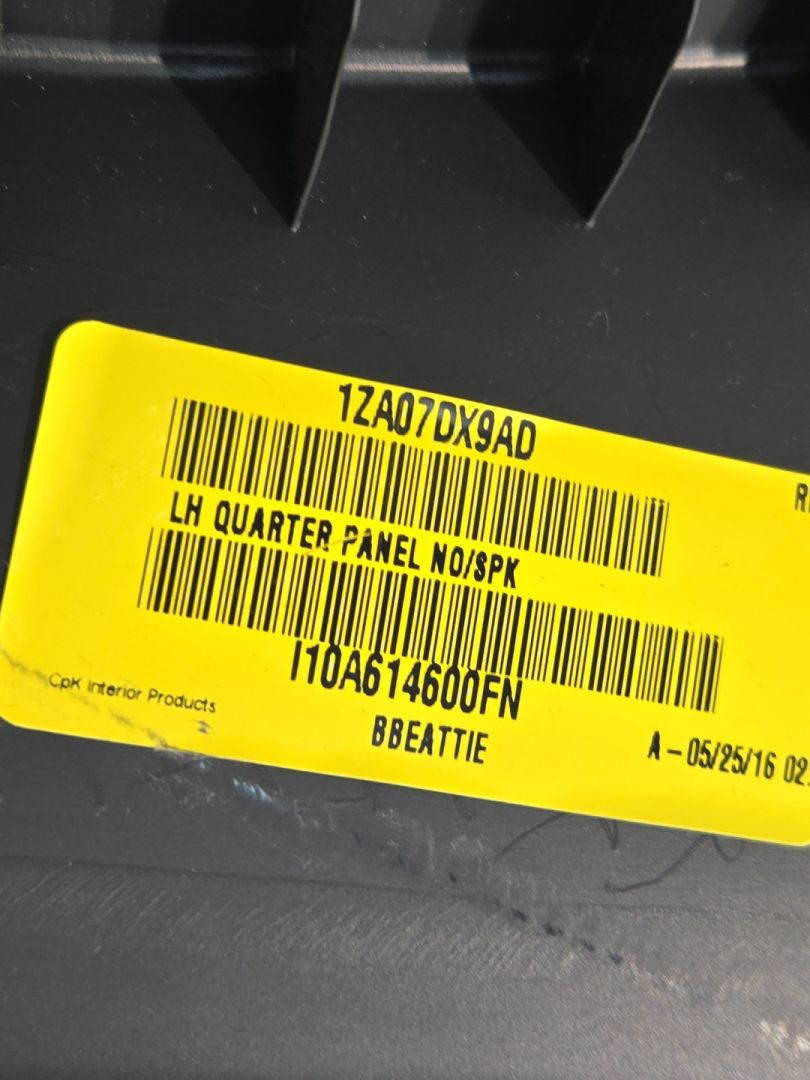 1ZA07DX9AD
LH QUARTER PANEL NO/SPK
I10A614600FN
CpK Interior Products
BBEATTIE
A - 05/25/16